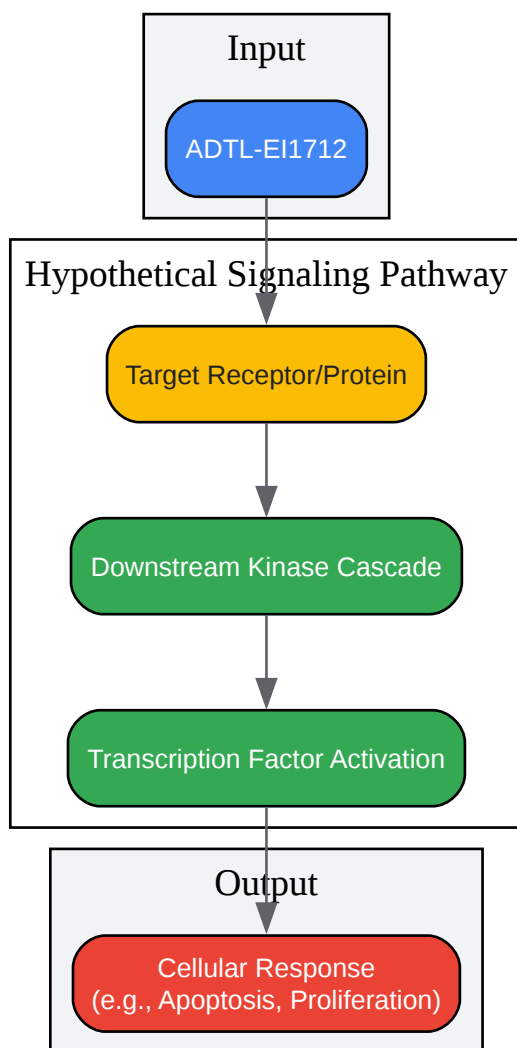 Input
ADTL-EI1712
Hypothetical Signaling Pathway
Target Receptor/Protein
Downstream Kinase Cascade
Transcription Factor Activation
Output
Cellular Response
(e.g., Apoptosis, Proliferation)